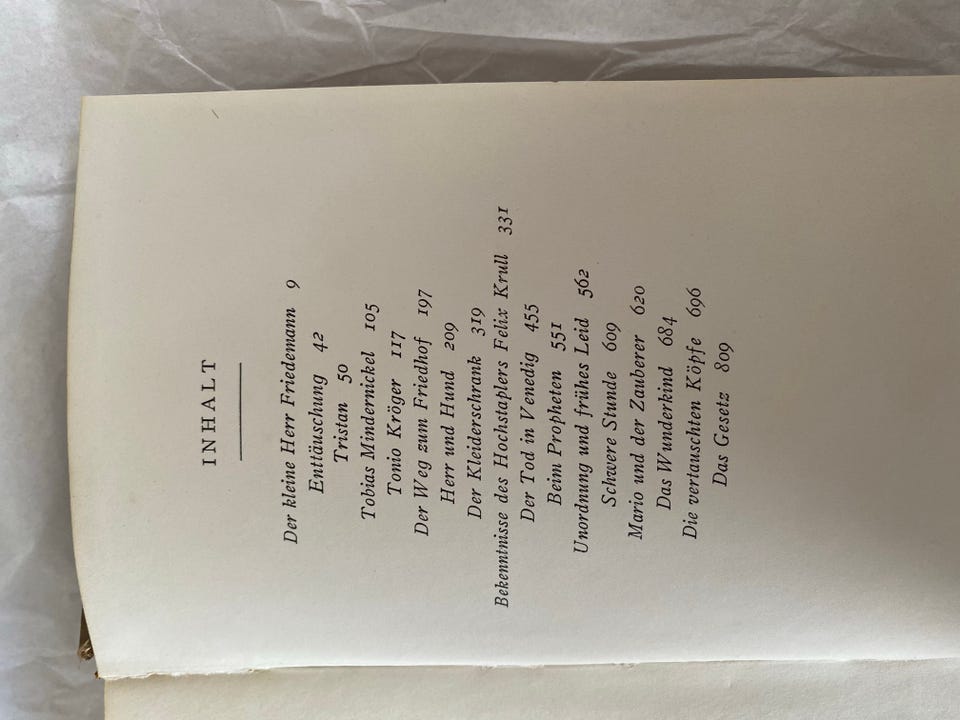 INHALT
Der kleine Herr Friedemann 9
Enttäuschung 42
Tristan 50
Tobias Mindernickel 105
Tonio Kröger 117
Der Weg zum Friedhof 197
Herr und Hund 209
Der Kleiderschrank 319
Bekenntnisse des Hochstaplers Felix Krull 331
Der Tod in Venedig 455
Beim Propheten 551
Unordnung und frühes Leid 562
Schwere Stunde 609
Mario und der Zauberer 620
Das Wunderkind 684
Die vertauschten Köpfe 696
Das Gesetz 809